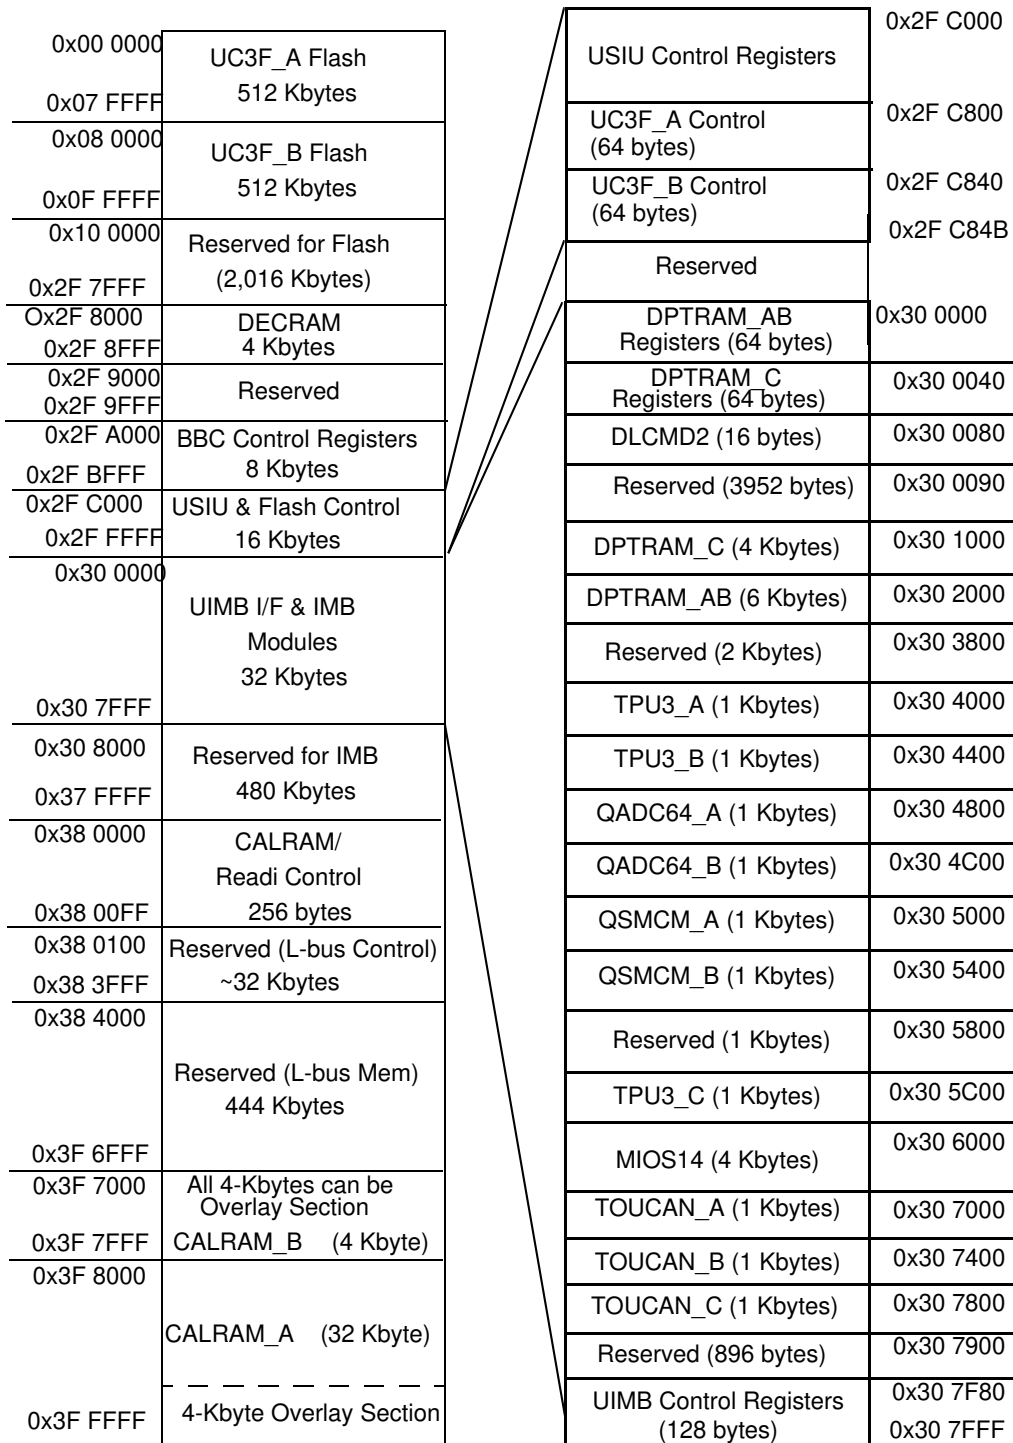 0x00 0000
UC3F_A Flash
512 Kbytes
0x07 FFFF
0x08 0000
UC3F_B Flash
512 Kbytes
0x0F FFFF
0x10 0000
Reserved for Flash
(2,016 Kbytes)
0x2F 7FFF
Ox2F 8000
DECRAM
4 Kbytes
0x2F 8FFF
0x2F 9000
Reserved
0x2F 9FFF
0x2F A000
BBC Control Registers
8 Kbytes
0x2F BFFF
0x2F C000
USIU & Flash Control
16 Kbytes
0x2F FFFF
0x30 0000
UIMB I/F & IMB
Modules
32 Kbytes
0x30 7FFF
0x30 8000
Reserved for IMB
480 Kbytes
0x37 FFFF
0x38 0000
CALRAM/
Readi Control
256 bytes
0x38 00FF
0x38 0100
Reserved (L-bus Control)
~32 Kbytes
0x38 3FFF
0x38 4000
Reserved (L-bus Mem)
444 Kbytes
0x3F 6FFF
0x3F 7000
All 4-Kbytes can be
Overlay Section
0x3F 7FFF
CALRAM_B (4 Kbyte)
0x3F 8000
CALRAM_A (32 Kbyte)
4-Kbyte Overlay Section
0x3F FFFF
USIU Control Registers
0x2F C000
UC3F_A Control
(64 bytes)
0x2F C800
UC3F_B Control
(64 bytes)
0x2F C840
0x2F C84B
Reserved
DPTRAM_AB
Registers (64 bytes)
0x30 0000
DPTRAM_C
Registers (64 bytes)
0x30 0040
DLCMD2 (16 bytes)
0x30 0080
Reserved (3952 bytes)
0x30 0090
DPTRAM_C (4 Kbytes)
0x30 1000
DPTRAM_AB (6 Kbytes)
0x30 2000
Reserved (2 Kbytes)
0x30 3800
TPU3_A (1 Kbytes)
0x30 4000
TPU3_B (1 Kbytes)
0x30 4400
QADC64_A (1 Kbytes)
0x30 4800
QADC64_B (1 Kbytes)
0x30 4C00
QSMCM_A (1 Kbytes)
0x30 5000
QSMCM_B (1 Kbytes)
0x30 5400
Reserved (1 Kbytes)
0x30 5800
TPU3_C (1 Kbytes)
0x30 5C00
MIOS14 (4 Kbytes)
0x30 6000
TOUCAN_A (1 Kbytes)
0x30 7000
TOUCAN_B (1 Kbytes)
0x30 7400
TOUCAN_C (1 Kbytes)
0x30 7800
Reserved (896 bytes)
0x30 7900
UIMB Control Registers
(128 bytes)
0x30 7F80
0x30 7FFF